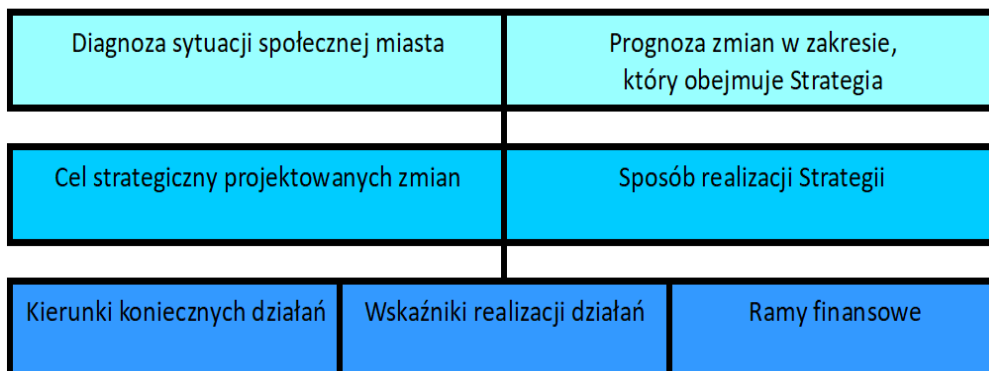 Diagnoza sytuacji społecznej miasta
Prognoza zmian w zakresie,
który obejmuje Strategia
Cel strategiczny projektowanych zmian
Sposób realizacji Strategii
Kierunki koniecznych działań
Wskaźniki realizacji działań
Ramy finansowe